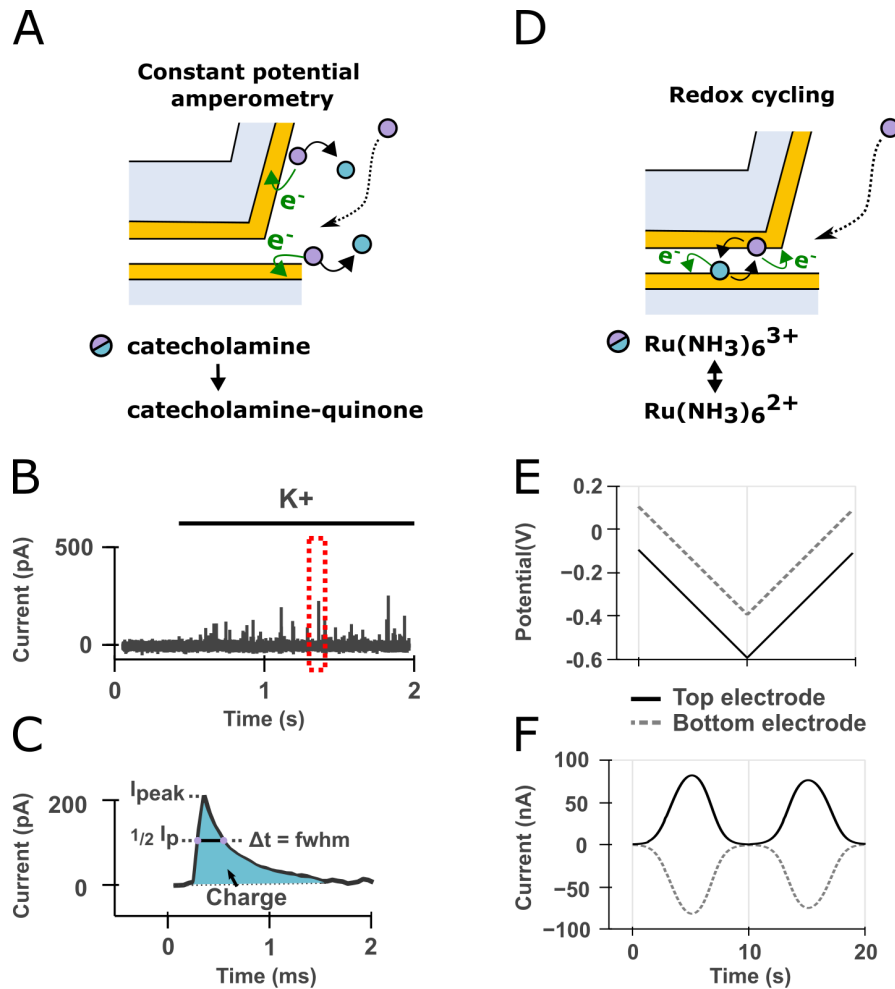 A
Constant potential
amperometry
e-
e-
catecholamine
catecholamine-quinone
B
K+
500
0
Current (pA)
0
1
2
Time (s)
C
Ipeak
200
1/2 Ip
Δt = fwhm
0
Charge
Current (pA)
0
1
2
Time (ms)
D
Redox cycling
e-
e-
Ru(NH3)6 3+
Ru(NH3)6 2+
E
0.2
0
−0.2
−0.4
-0.6
Potential(V)
Top electrode
Bottom electrode
F
100
50
0
−50
−100
Current (nA)
0
10
20
Time (s)